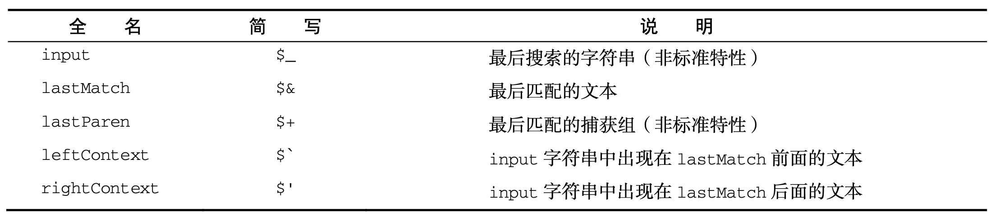 全 名 简 写 说 明
input $_ 最后搜索的字符串（非标准特性）
lastMatch $& 最后匹配的文本
lastParen $+ 最后匹配的捕获组（非标准特性）
leftContext $` input 字符串中出现在 lastMatch 前面的文本
rightContext $' input 字符串中出现在 lastMatch 后面的文本